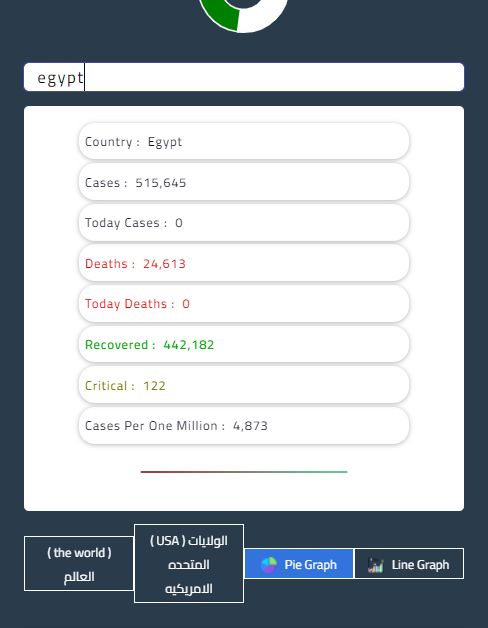 egypt
Country : Egypt
Cases : 515,645
Today Cases : 0
Deaths : 24,613
Today Deaths : 0
Recovered : 442,182
Critical : 122
Cases Per One Million : 4,873
( the world )
العالم
( USA ) الولايات
المتحده
الامريكيه
Pie Graph
Line Graph